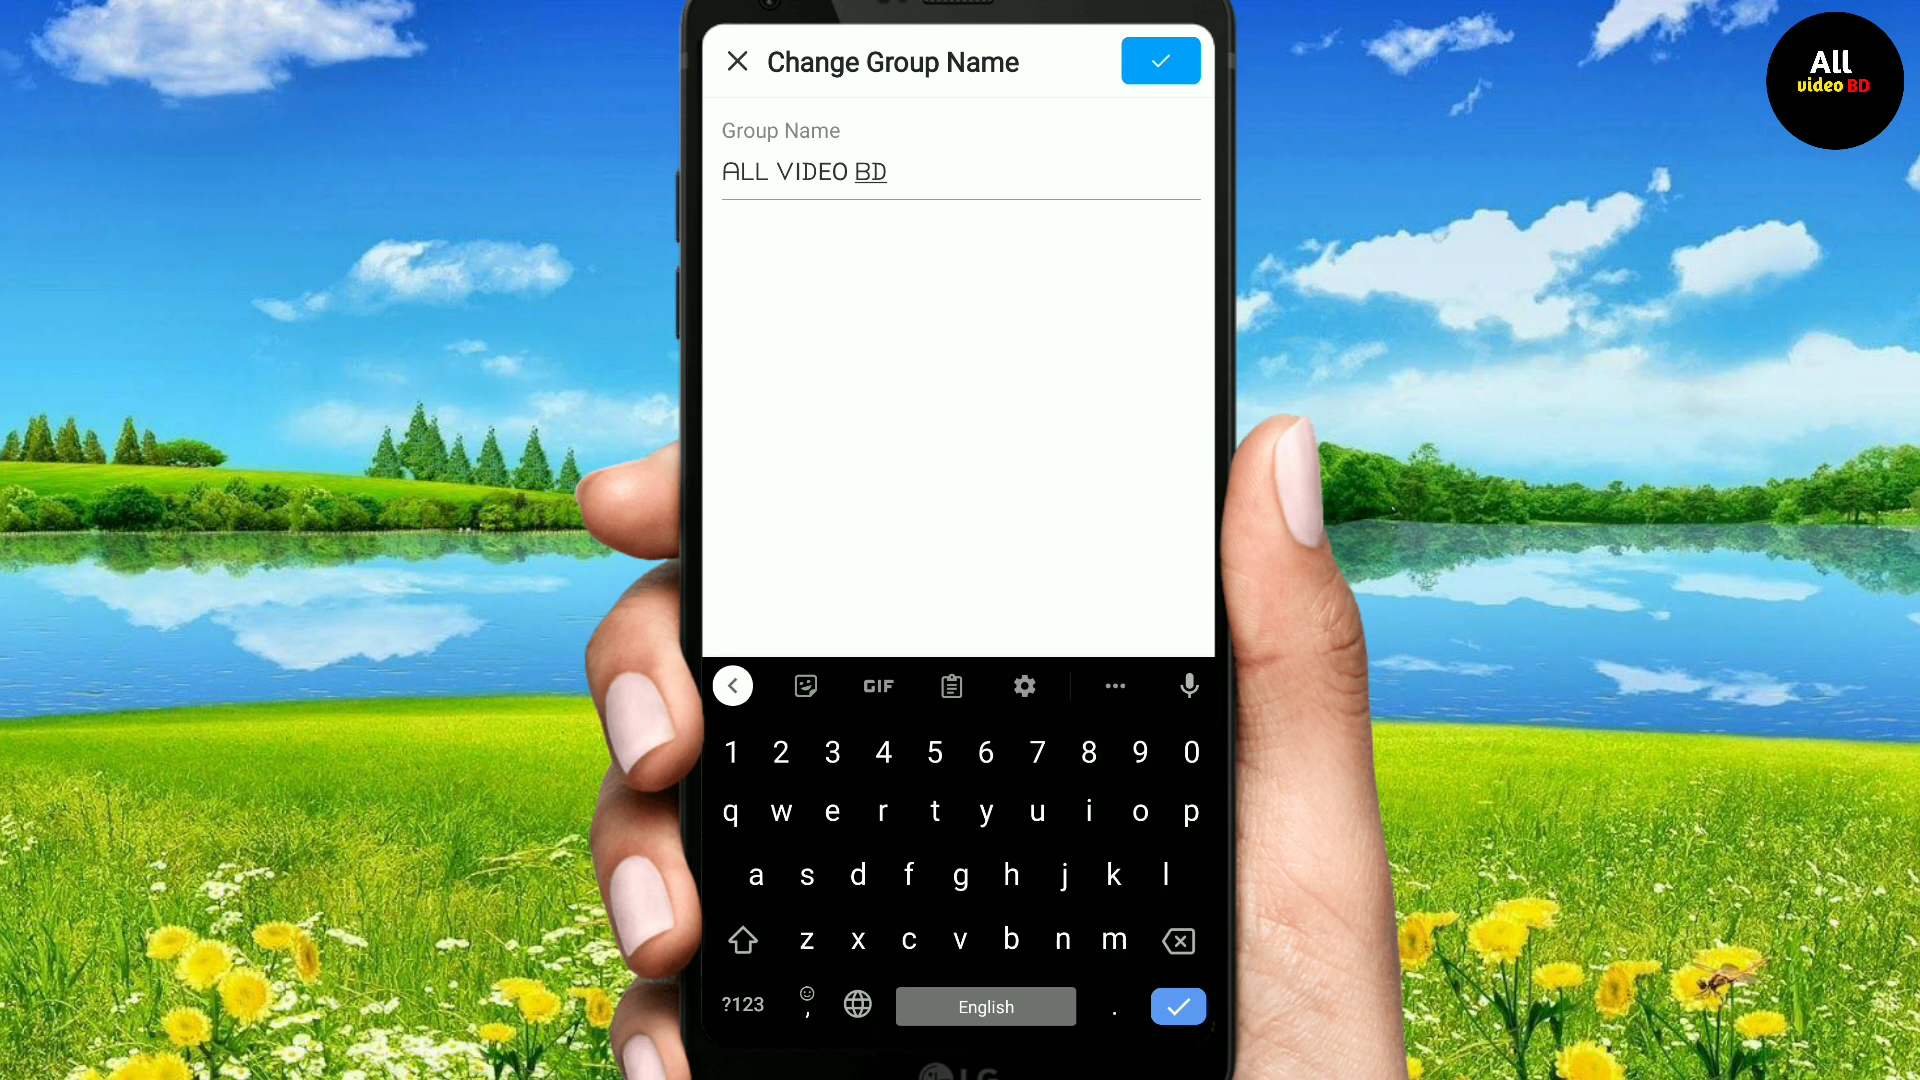 Change Group Name
All
video BD
Group Name
ALL VIDEO BD
GIF
1 2 3 4 5 6 7 8 9 0
q w e r t y u i o p
a s d f g h j k l
z x c v b n m
?123 , English .
LG